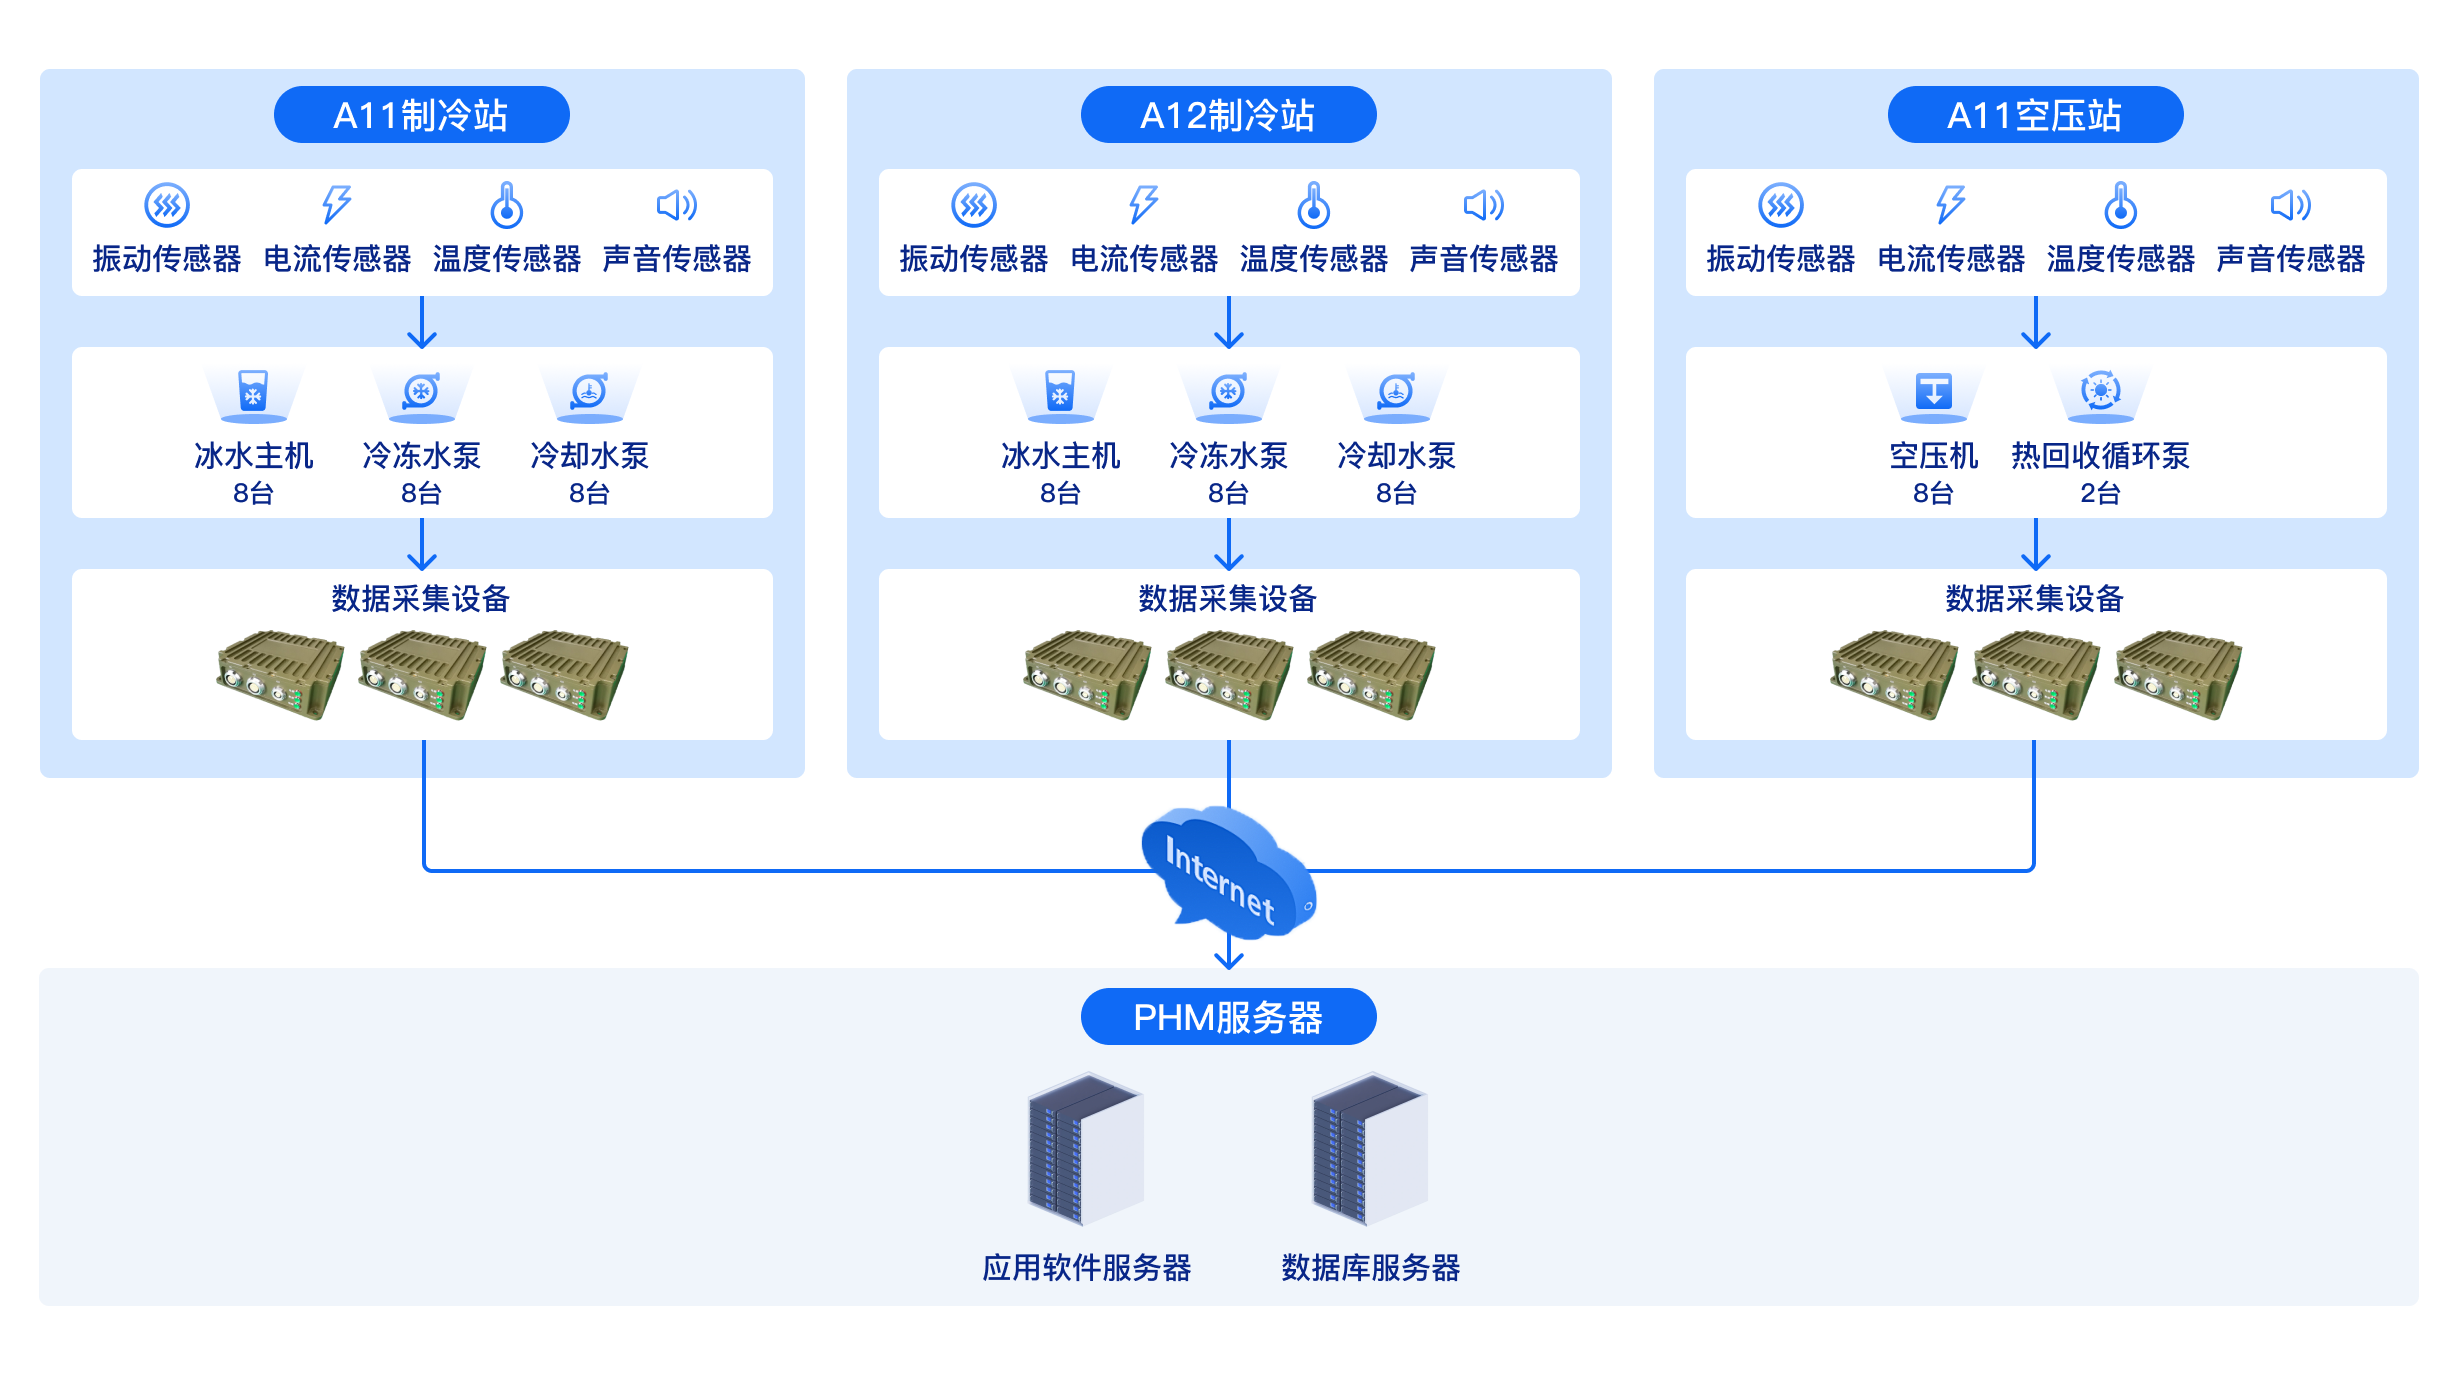 A11制冷站
振动传感器 电流传感器 温度传感器 声音传感器
冰水主机 冷冻水泵 冷却水泵
8台 8台 8台
数据采集设备
A12制冷站
振动传感器 电流传感器 温度传感器 声音传感器
冰水主机 冷冻水泵 冷却水泵
8台 8台 8台
数据采集设备
A11空压站
振动传感器 电流传感器 温度传感器 声音传感器
空压机 热回收循环泵
8台 2台
数据采集设备
Internet
PHM服务器
应用软件服务器 数据库服务器